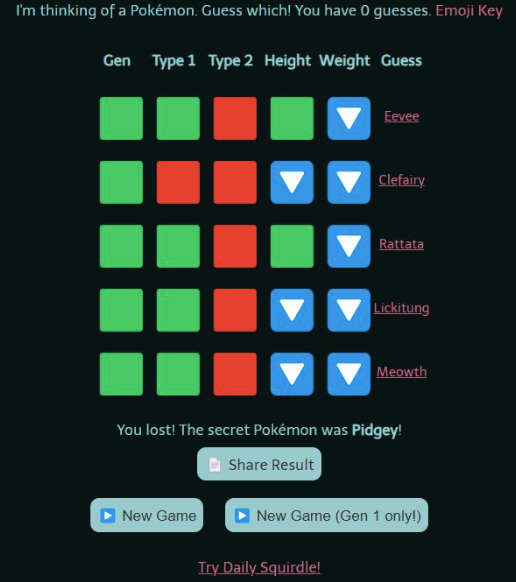 I'm thinking of a Pokémon. Guess which! You have 0 guesses. Emoji Key
Gen Type 1 Type 2 Height Weight Guess
Eevee
Clefairy
Rattata
Lickitung
Meowth
You lost! The secret Pokémon was Pidgey!
Share Result
New Game New Game (Gen 1 only!)
Try Daily Squirdle!